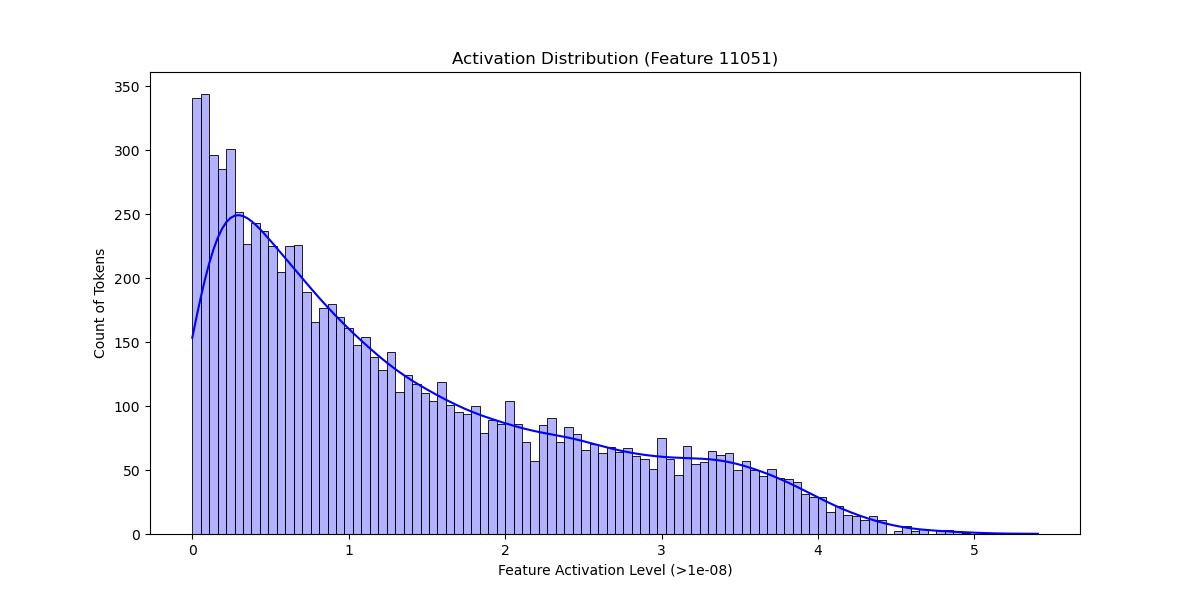 Activation Distribution (Feature 11051)
350
300
250
200
150
100
50
0
Count of Tokens
0 1 2 3 4 5
Feature Activation Level (>1e-08)